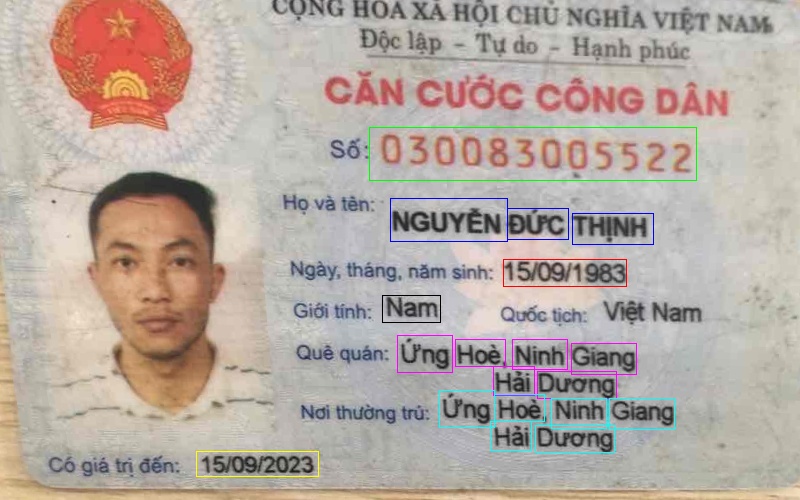 CỘNG HÒA XÃ HỘI CHỦ NGHĨA VIỆT NAM
Độc lập - Tự do - Hạnh phúc
CĂN CƯỚC CÔNG DÂN
Số: 030083005522
Họ và tên: NGUYỄN ĐỨC THỊNH
Ngày, tháng, năm sinh: 15/09/1983
Giới tính: Nam Quốc tịch: Việt Nam
Quê quán: Ứng Hoè, Ninh Giang
Hải Dương
Nơi thường trú: Ứng Hoè, Ninh Giang
Hải Dương
Có giá trị đến: 15/09/2023